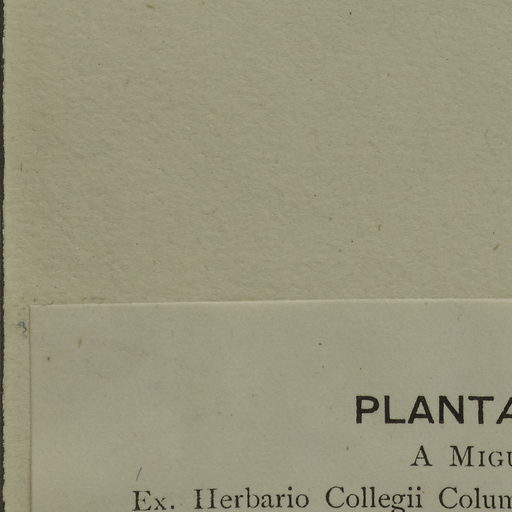 PLANTA
A MIGU
Ex. Herbario Collegii Colum